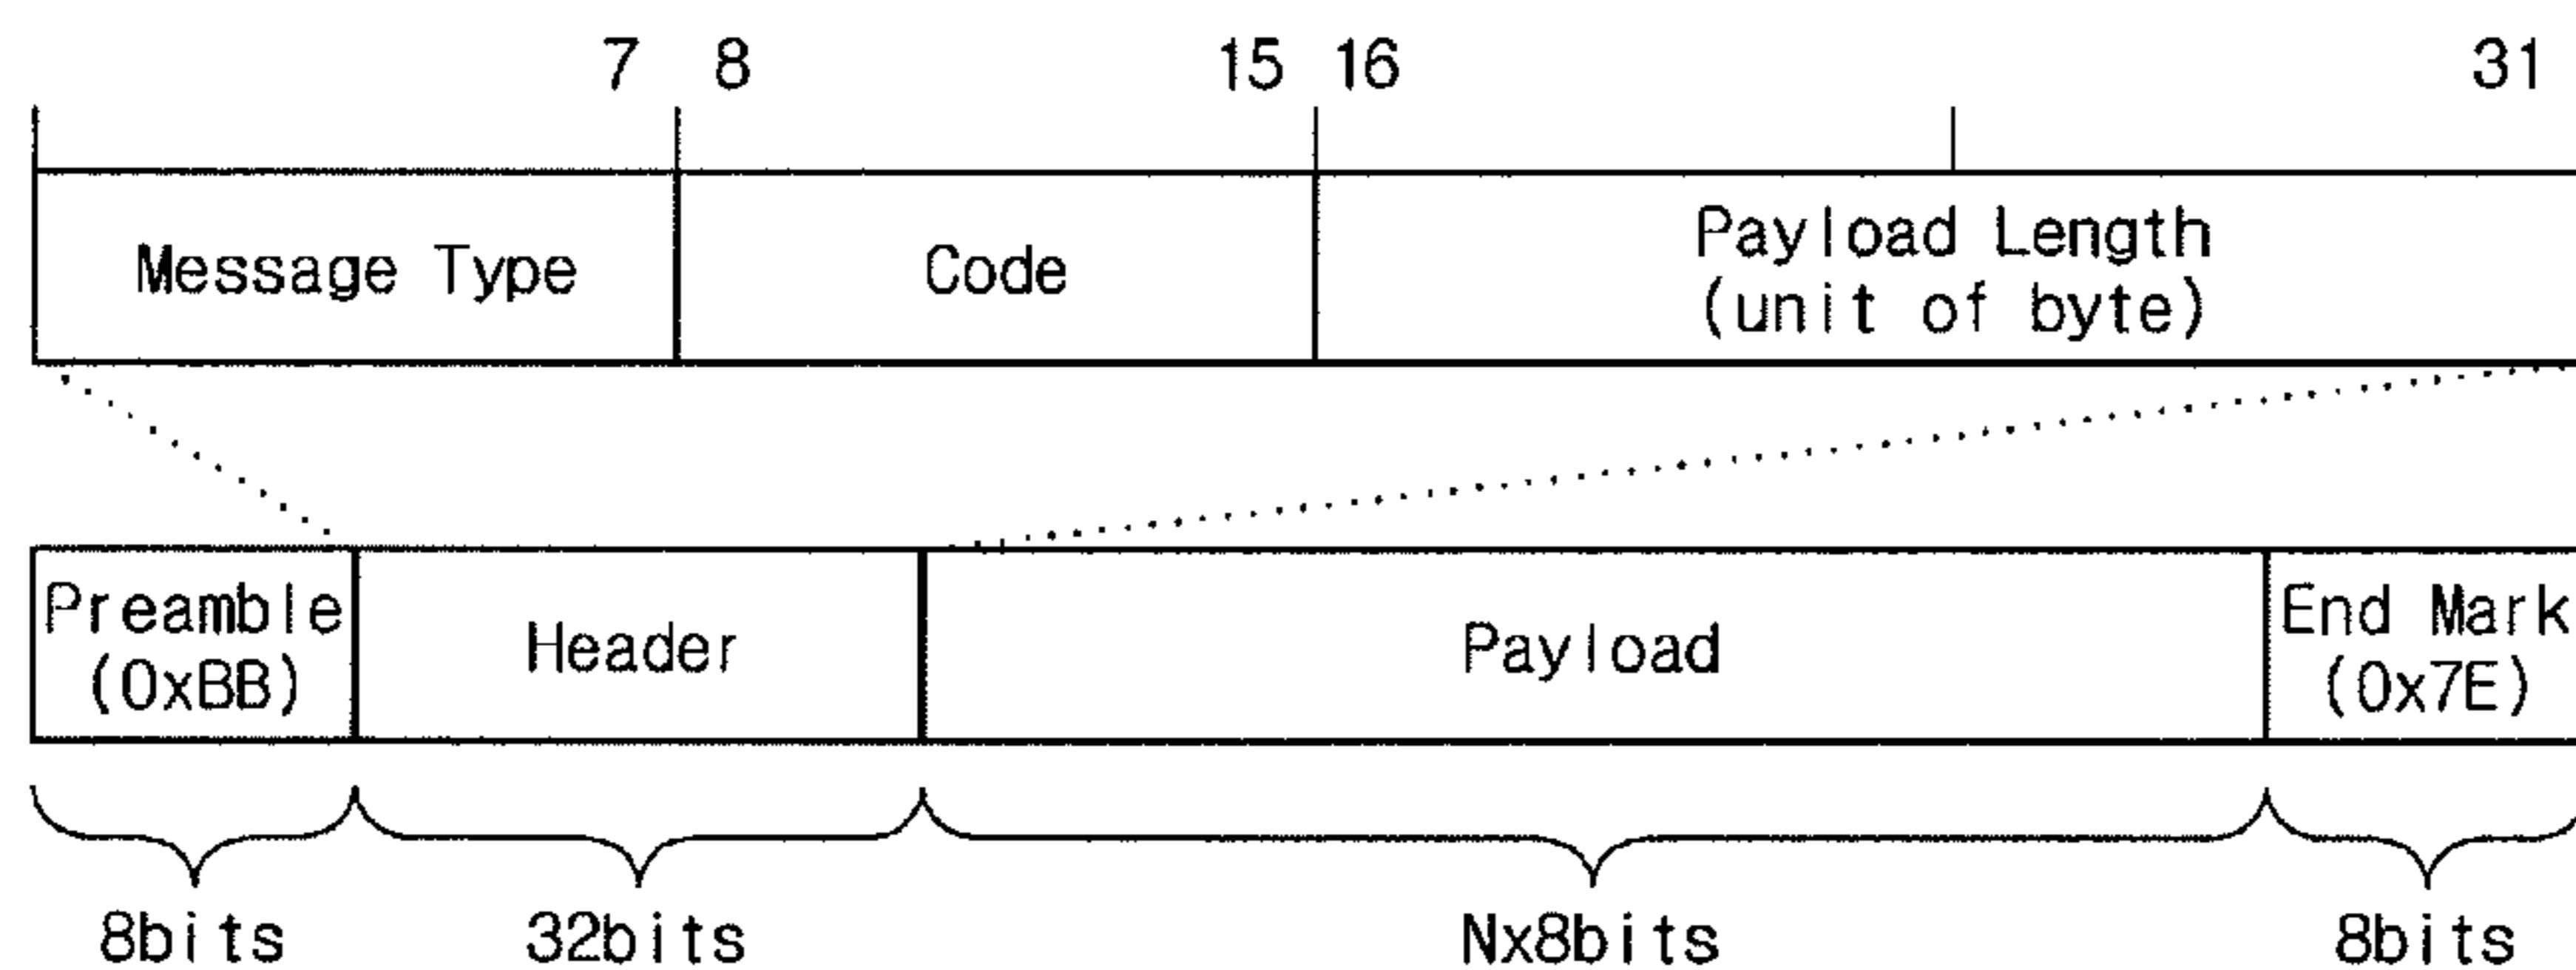 7 8 15 16 31
Message Type Code Payload Length
(unit of byte)
Preamble Header Payload End Mark
(0xBB) (0x7E)
8bits 32bits Nx8bits 8bits